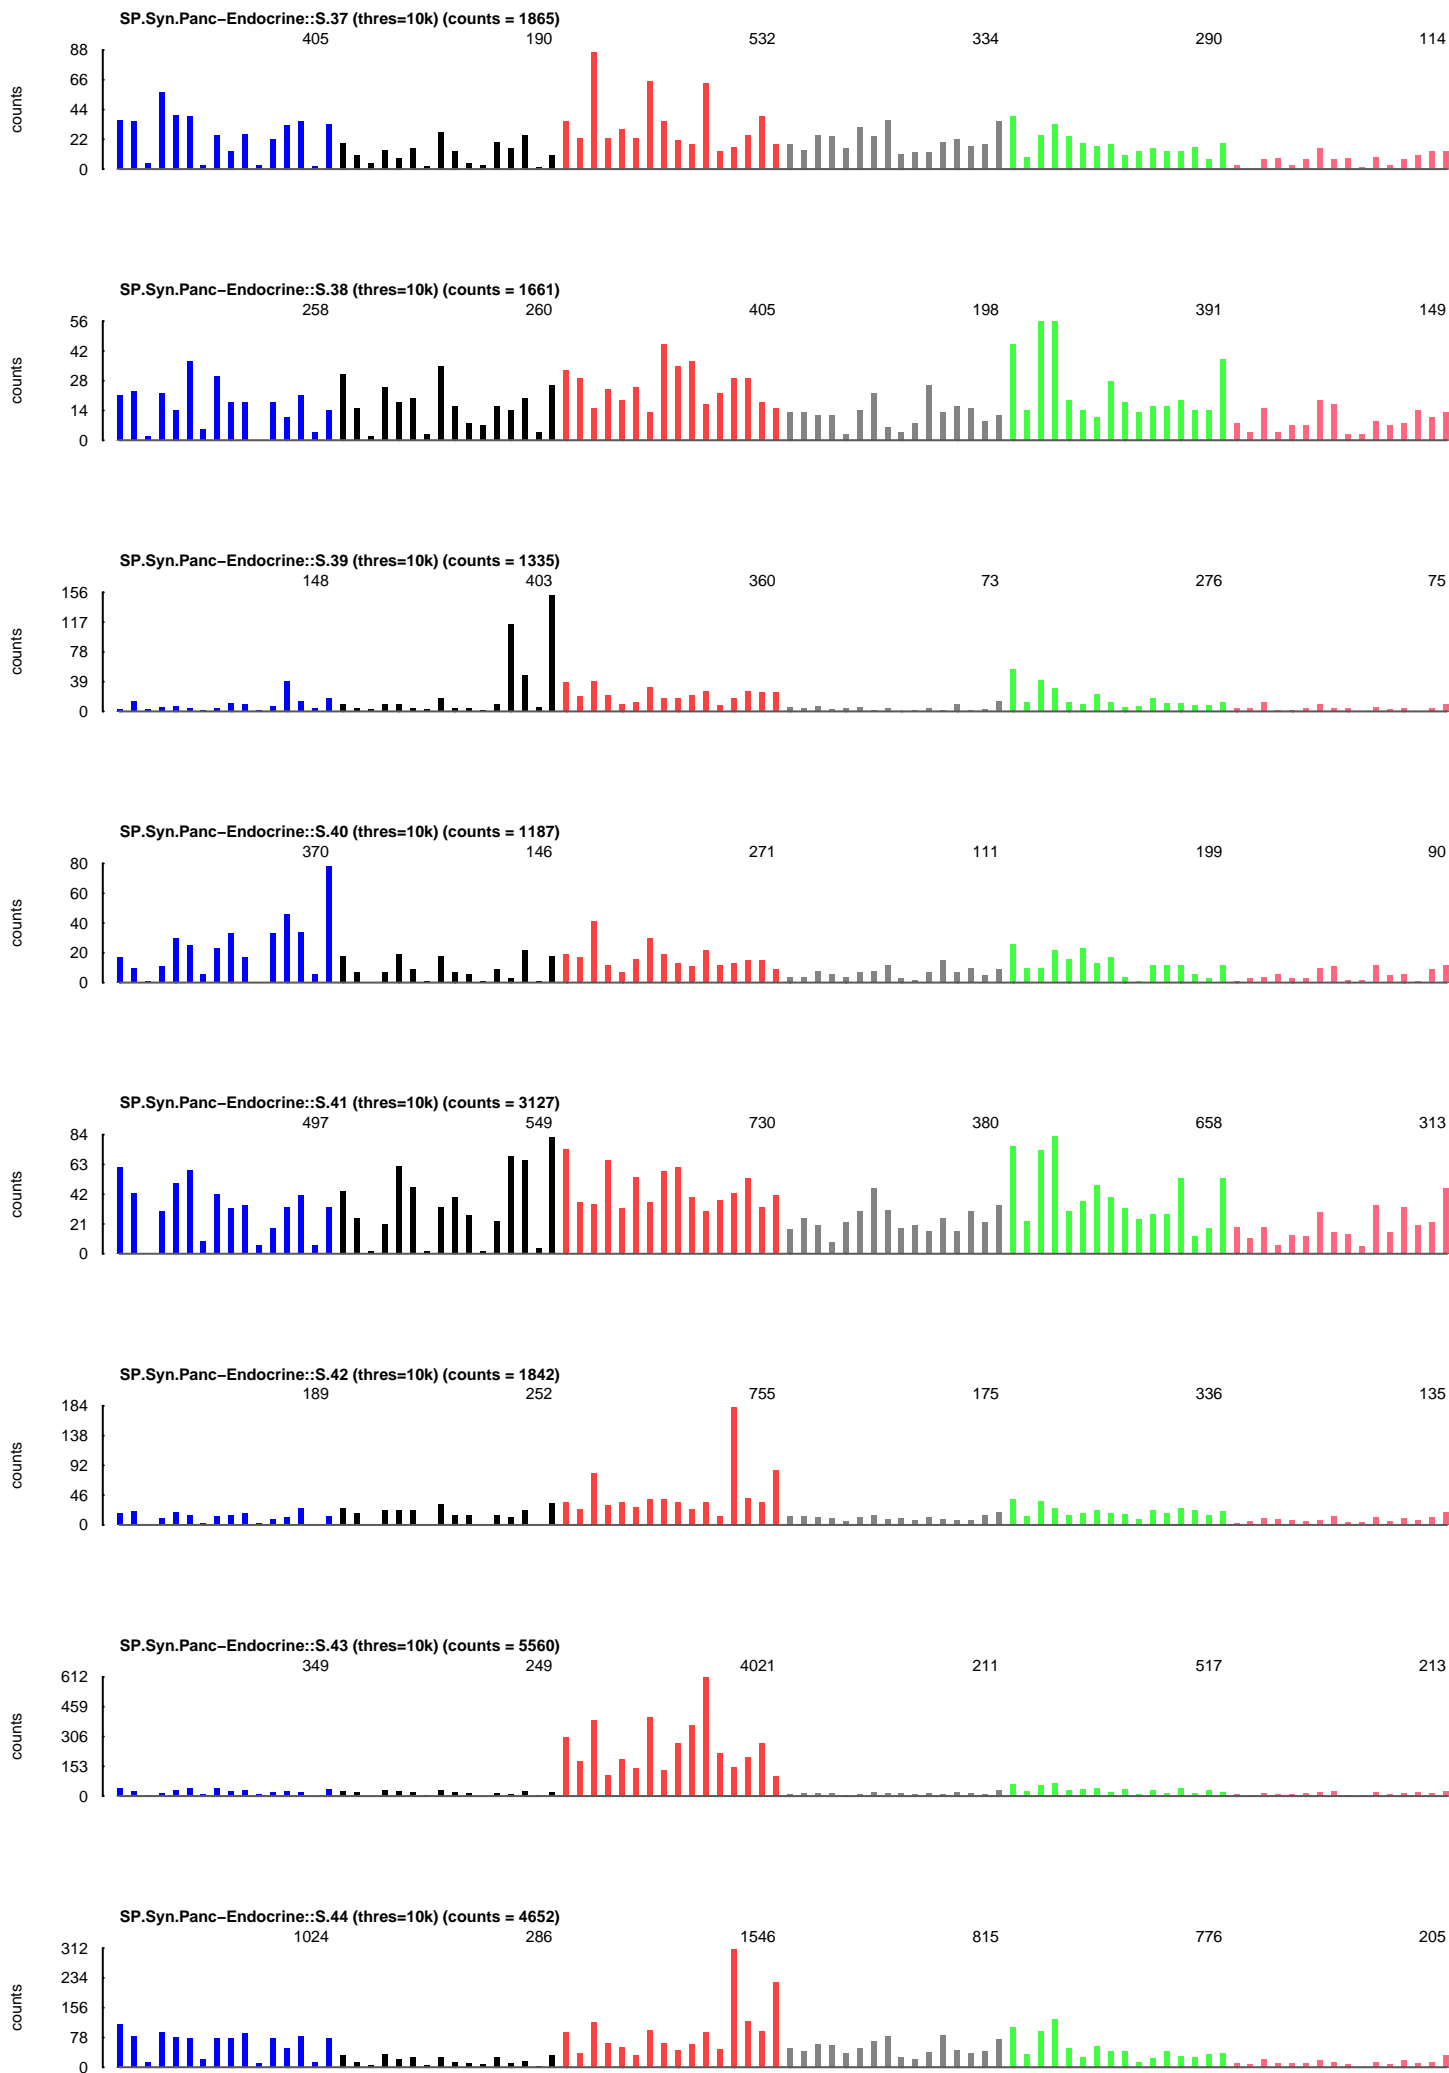 SP.Syn.Panc−Endocrine::S.37 (thres=10k) (counts = 1865)
405 190 532 334 290 114
counts
88
66
44
22
0
SP.Syn.Panc−Endocrine::S.38 (thres=10k) (counts = 1661)
258 260 405 198 391 149
counts
56
42
28
14
0
SP.Syn.Panc−Endocrine::S.39 (thres=10k) (counts = 1335)
148 403 360 73 276 75
counts
156
117
78
39
0
SP.Syn.Panc−Endocrine::S.40 (thres=10k) (counts = 1187)
370 146 271 111 199 90
counts
80
60
40
20
0
SP.Syn.Panc−Endocrine::S.41 (thres=10k) (counts = 3127)
497 549 730 380 658 313
counts
84
63
42
21
0
SP.Syn.Panc−Endocrine::S.42 (thres=10k) (counts = 1842)
189 252 755 175 336 135
counts
184
138
92
46
0
SP.Syn.Panc−Endocrine::S.43 (thres=10k) (counts = 5560)
349 249 4021 211 517 213
counts
612
459
306
153
0
SP.Syn.Panc−Endocrine::S.44 (thres=10k) (counts = 4652)
1024 286 1546 815 776 205
counts
312
234
156
78
0